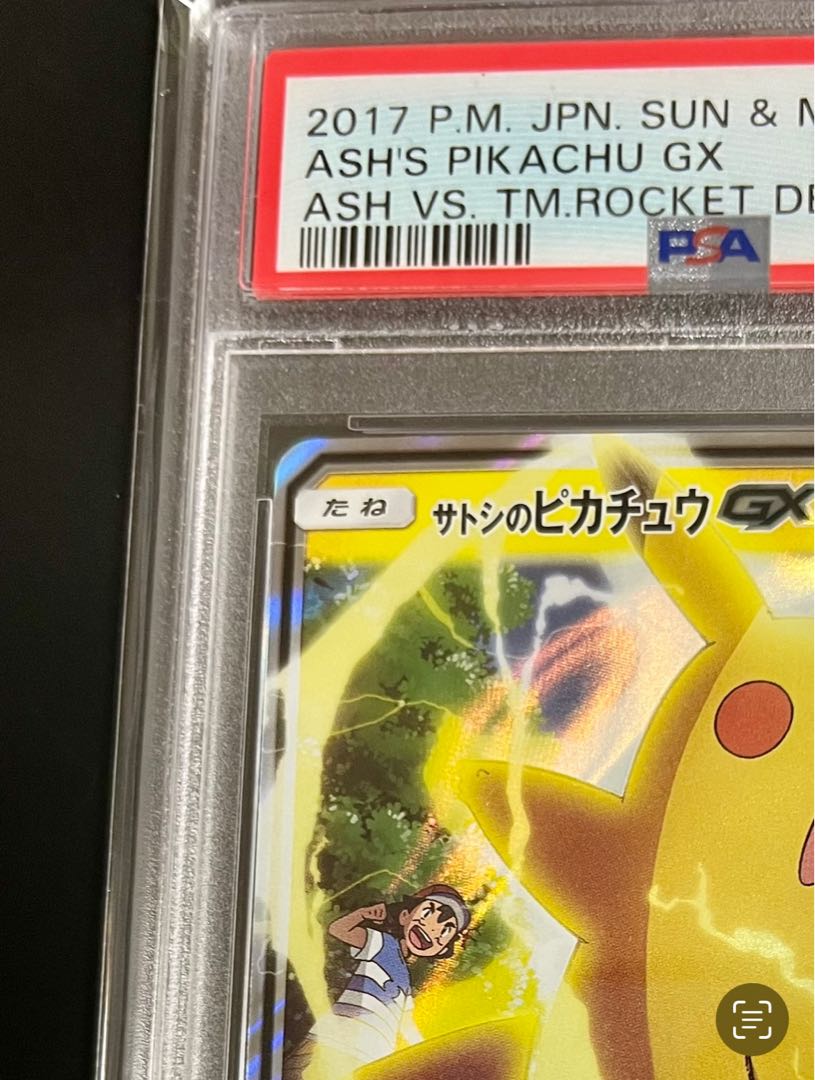 2017 P.M. JPN. SUN &
ASH'S PIKACHU GX
ASH VS. TM.ROCKET
PSA
たね
サトシのピカチュウGX